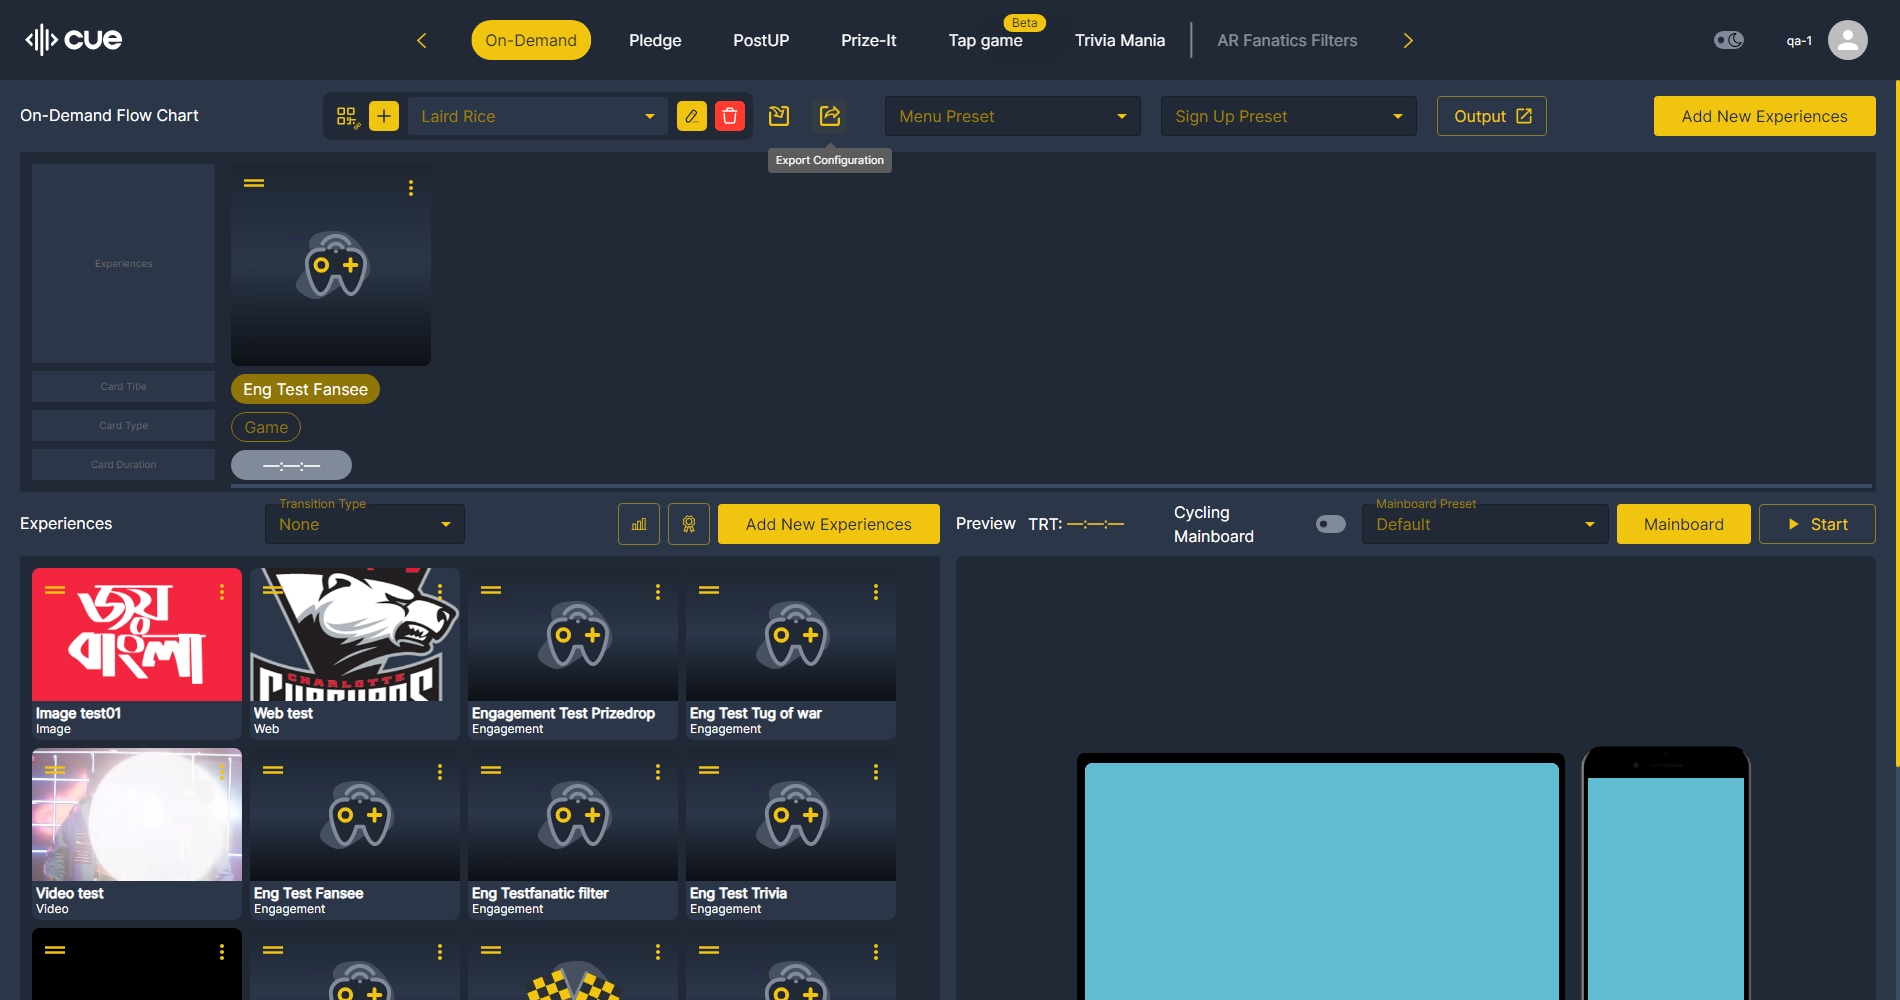 cue
On-Demand
Pledge
PostUP
Prize-It
Tap game
Beta
Trivia Mania
AR Fanatics Filters
qa-1
On-Demand Flow Chart
Laird Rice
Menu Preset
Sign Up Preset
Output
Add New Experiences
Export Configuration
Experiences
Card Title
Card Type
Card Duration
Eng Test Fansee
Game
—:—:—
Experiences
Transition Type
None
Add New Experiences
Preview
TRT: —:—:—
Cycling
Mainboard
Mainboard Preset
Default
Mainboard
Start
জয়
বাংলা
Image test01
Image
CHARLOTTE
Web test
Web
Engagement Test Prizedrop
Engagement
Eng Test Tug of war
Engagement
Video test
Video
Eng Test Fansee
Engagement
Eng Testfanatic filter
Engagement
Eng Test Trivia
Engagement